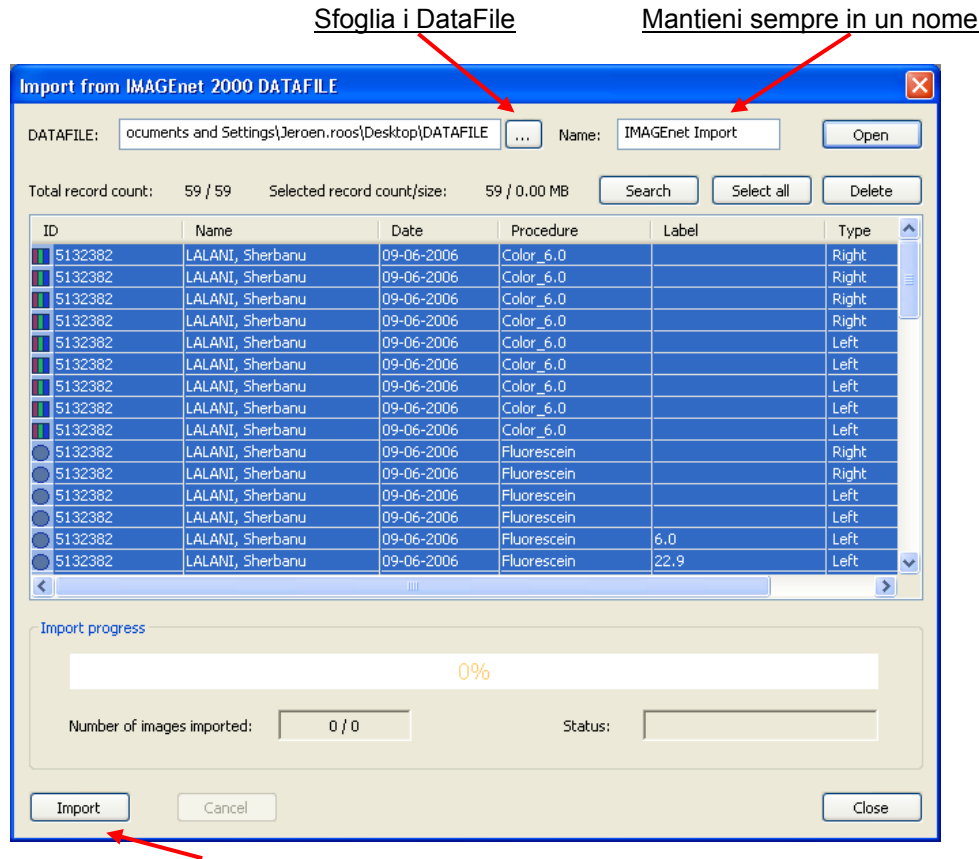 Sfoglia i DataFile Mantieni sempre in un nome
Import from IMAGEnet 2000 DATAFILE
DATAFILE: ocuments and Settings\Jeroen.roos\Desktop\DATAFILE ... Name: IMAGEnet Import Open
Total record count: 59 / 59 Selected record count/size: 59 / 0.00 MB Search Select all Delete
ID Name Date Procedure Label Type
5132382 LALANI, Sherbanu 09-06-2006 Color_6.0 Right
5132382 LALANI, Sherbanu 09-06-2006 Color_6.0 Right
5132382 LALANI, Sherbanu 09-06-2006 Color_6.0 Right
5132382 LALANI, Sherbanu 09-06-2006 Color_6.0 Right
5132382 LALANI, Sherbanu 09-06-2006 Color_6.0 Left
5132382 LALANI, Sherbanu 09-06-2006 Color_6.0 Left
5132382 LALANI, Sherbanu 09-06-2006 Color_6.0 Left
5132382 LALANI, Sherbanu 09-06-2006 Color_6.0 Left
5132382 LALANI, Sherbanu 09-06-2006 Color_6.0 Left
5132382 LALANI, Sherbanu 09-06-2006 Fluorescein Right
5132382 LALANI, Sherbanu 09-06-2006 Fluorescein Right
5132382 LALANI, Sherbanu 09-06-2006 Fluorescein Left
5132382 LALANI, Sherbanu 09-06-2006 Fluorescein Left
5132382 LALANI, Sherbanu 09-06-2006 Fluorescein 6.0 Left
5132382 LALANI, Sherbanu 09-06-2006 Fluorescein 22.9 Left
Import progress
0%
Number of images imported: 0 / 0 Status:
Import Cancel Close